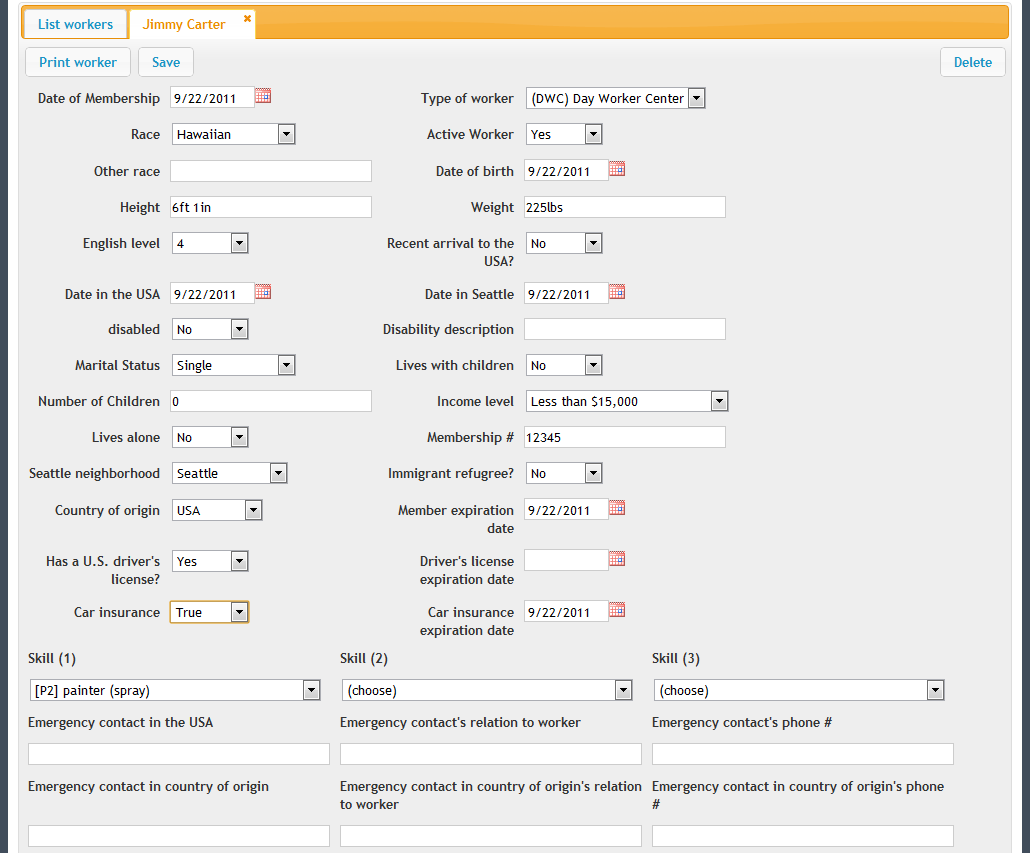 List workers Jimmy Carter
Print worker Save Delete
Date of Membership 9/22/2011 Type of worker (DWC) Day Worker Center
Race Hawaiian Active Worker Yes
Other race Date of birth 9/22/2011
Height 6ft 1in Weight 225lbs
English level 4 Recent arrival to the
USA? No
Date in the USA 9/22/2011 Date in Seattle 9/22/2011
disabled No Disability description
Marital Status Single Lives with children No
Number of Children 0 Income level Less than $15,000
Lives alone No Membership # 12345
Seattle neighborhood Seattle Immigrant refugree? No
Country of origin USA Member expiration
date 9/22/2011
Has a U.S. driver's
license? Yes Driver's license
expiration date
Car insurance True Car insurance
expiration date 9/22/2011
Skill (1) Skill (2) Skill (3)
[P2] painter (spray) (choose) (choose)
Emergency contact in the USA Emergency contact's relation to worker Emergency contact's phone #
Emergency contact in country of origin Emergency contact in country of origin's relation
to worker Emergency contact in country of origin's phone
#